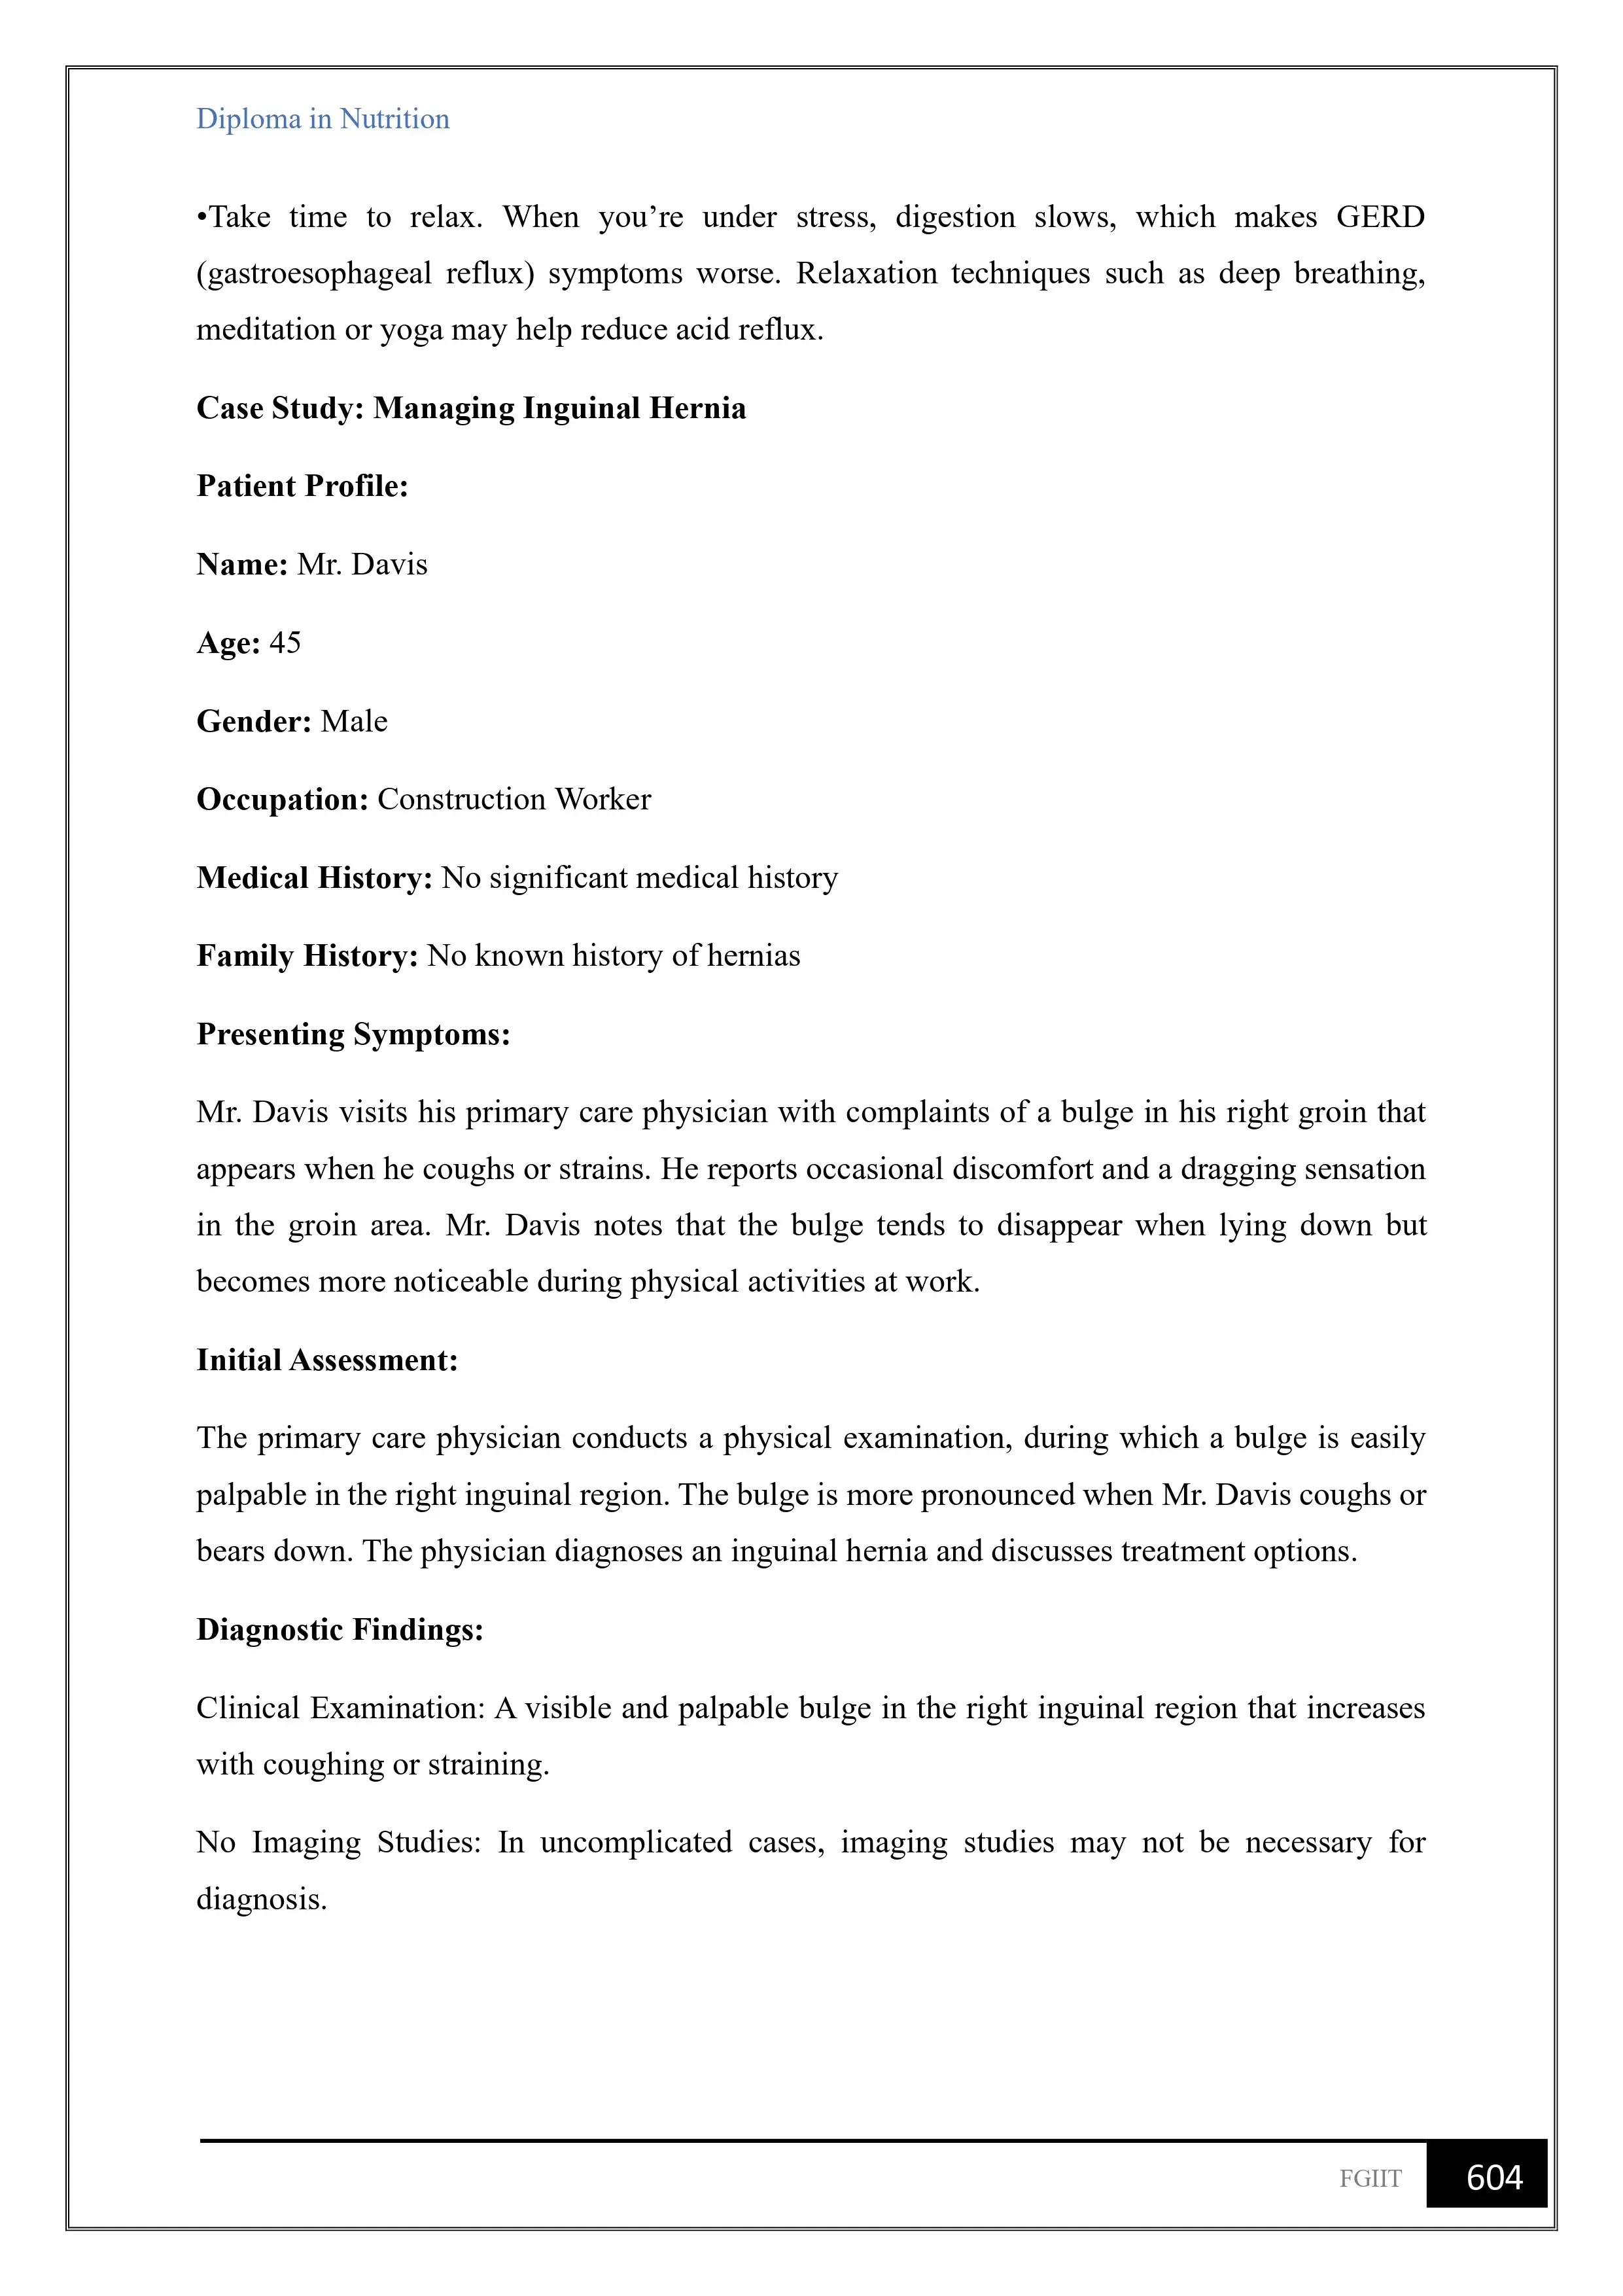 Diploma in Nutrition
•Take time to relax. When you’re under stress, digestion slows, which makes GERD
(gastroesophageal reflux) symptoms worse. Relaxation techniques such as deep breathing,
meditation or yoga may help reduce acid reflux.
Case Study: Managing Inguinal Hernia
Patient Profile:
Name: Mr. Davis
Age: 45
Gender: Male
Occupation: Construction Worker
Medical History: No significant medical history
Family History: No known history of hernias
Presenting Symptoms:
Mr. Davis visits his primary care physician with complaints of a bulge in his right groin that
appears when he coughs or strains. He reports occasional discomfort and a dragging sensation
in the groin area. Mr. Davis notes that the bulge tends to disappear when lying down but
becomes more noticeable during physical activities at work.
Initial Assessment:
The primary care physician conducts a physical examination, during which a bulge is easily
palpable in the right inguinal region. The bulge is more pronounced when Mr. Davis coughs or
bears down. The physician diagnoses an inguinal hernia and discusses treatment options.
Diagnostic Findings:
Clinical Examination: A visible and palpable bulge in the right inguinal region that increases
with coughing or straining.
No Imaging Studies: In uncomplicated cases, imaging studies may not be necessary for
diagnosis.
FGIIT 604